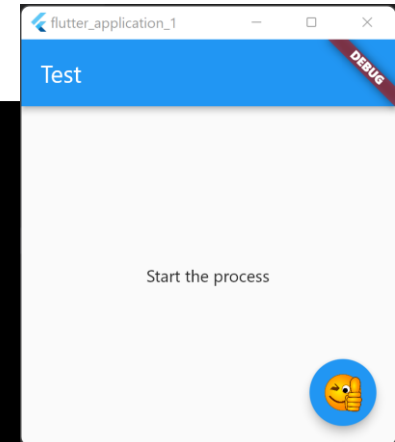 flutter_application_1
DEBUG
Test
Start the process